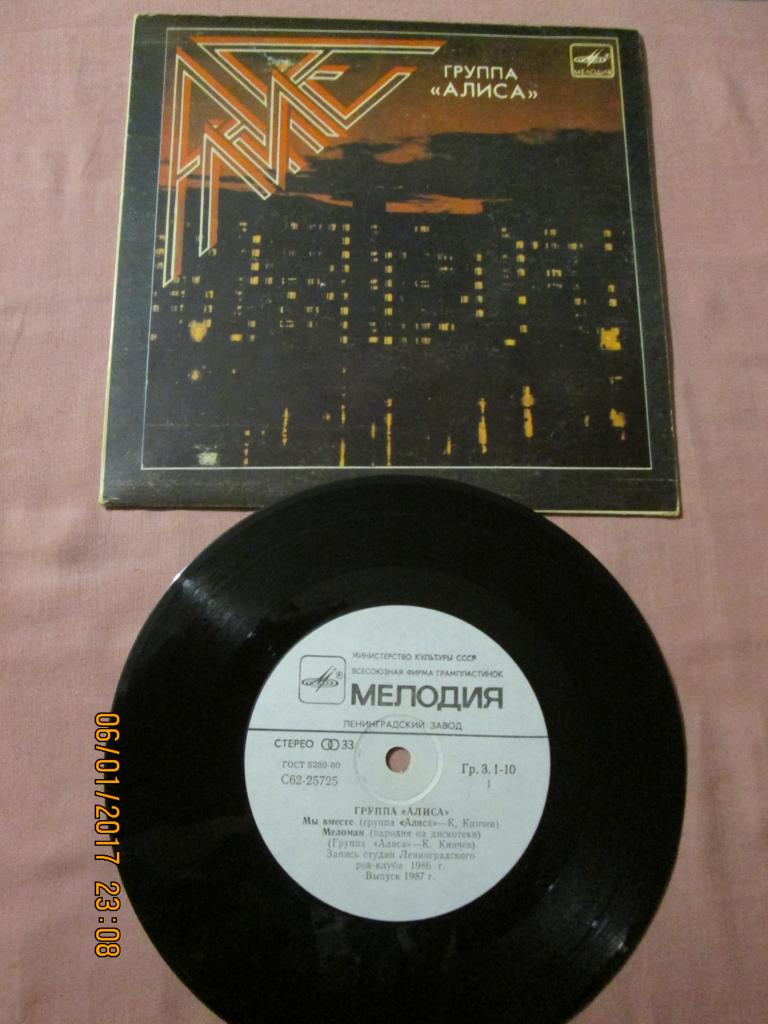 ГРУППА
«АЛИСА»
МЕЛОДИЯ
МИНИСТЕРСТВО КУЛЬТУРЫ СССР
ВСЕСОЮЗНАЯ ФИРМА ГРАМПЛАСТИНОК
МЕЛОДИЯ
ЛЕНИНГРАДСКИЙ ЗАВОД
СТЕРЕО 33
ГОСТ 5289-80
С62-25725
Гр. 3. 1-10
1
ГРУППА «АЛИСА»
Мы вместе (группа «Алиса»—К. Кинчев)
Меломан (пародия на дискотеки)
(Группа «Алиса»—К. Кинчев)
Запись студии Ленинградского
рок-клуба 1986 г.
Выпуск 1987 г.
06/01/2017 23:08